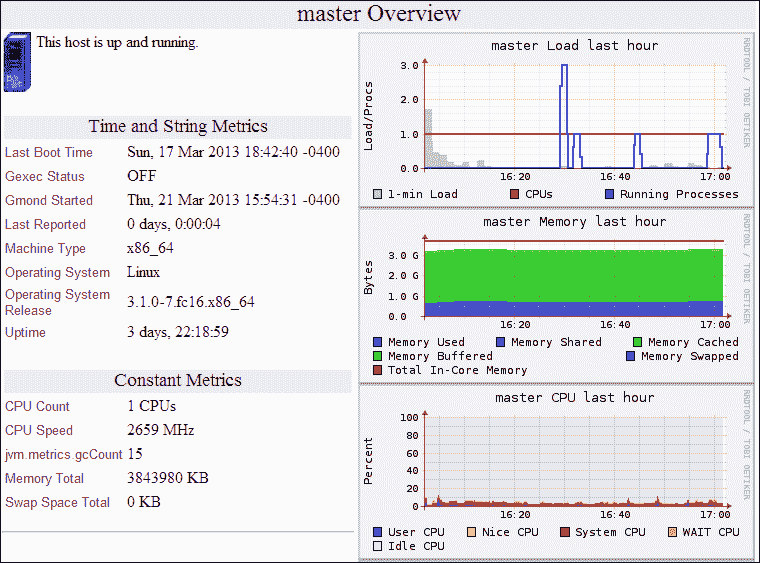 master Overview
This host is up and running.
Time and String Metrics
Last Boot Time Sun, 17 Mar 2013 18:42:40 -0400
Gexec Status OFF
Gmond Started Thu, 21 Mar 2013 15:54:31 -0400
Last Reported 0 days, 0:00:04
Machine Type x86_64
Operating System Linux
Operating System
Release 3.1.0-7.fc16.x86_64
Uptime 3 days, 22:18:59
Constant Metrics
CPU Count 1 CPUs
CPU Speed 2659 MHz
jvm.metrics.gcCount 15
Memory Total 3843980 KB
Swap Space Total 0 KB
master Load last hour
RRDTOOL / TOBI OETIKER
Load/Procs
3.0
2.0
1.0
0.0
16:20 16:40 17:00
1-min Load CPUs Running Processes
master Memory last hour
RRDTOOL / TOBI OETIKER
Bytes
3.0 G
2.0 G
1.0 G
0.0
16:20 16:40 17:00
Memory Used Memory Shared Memory Cached
Memory Buffered Memory Swapped
Total In-Core Memory
master CPU last hour
RRDTOOL / TOBI OETIKER
Percent
100
80
60
40
20
0
16:20 16:40 17:00
User CPU Nice CPU System CPU WAIT CPU
Idle CPU